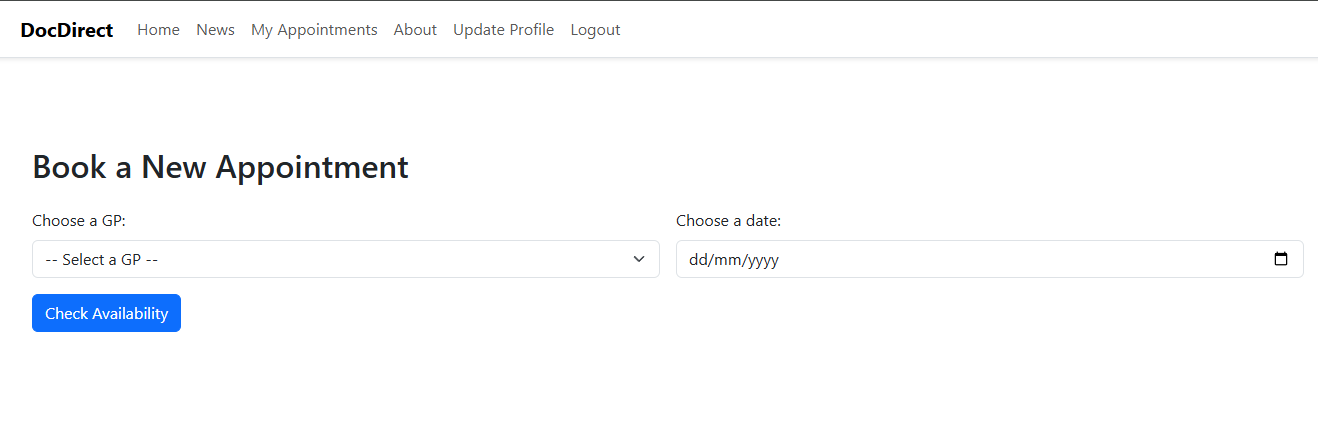 DocDirect Home News My Appointments About Update Profile Logout
Book a New Appointment
Choose a GP: Choose a date:
-- Select a GP -- dd/mm/yyyy
Check Availability